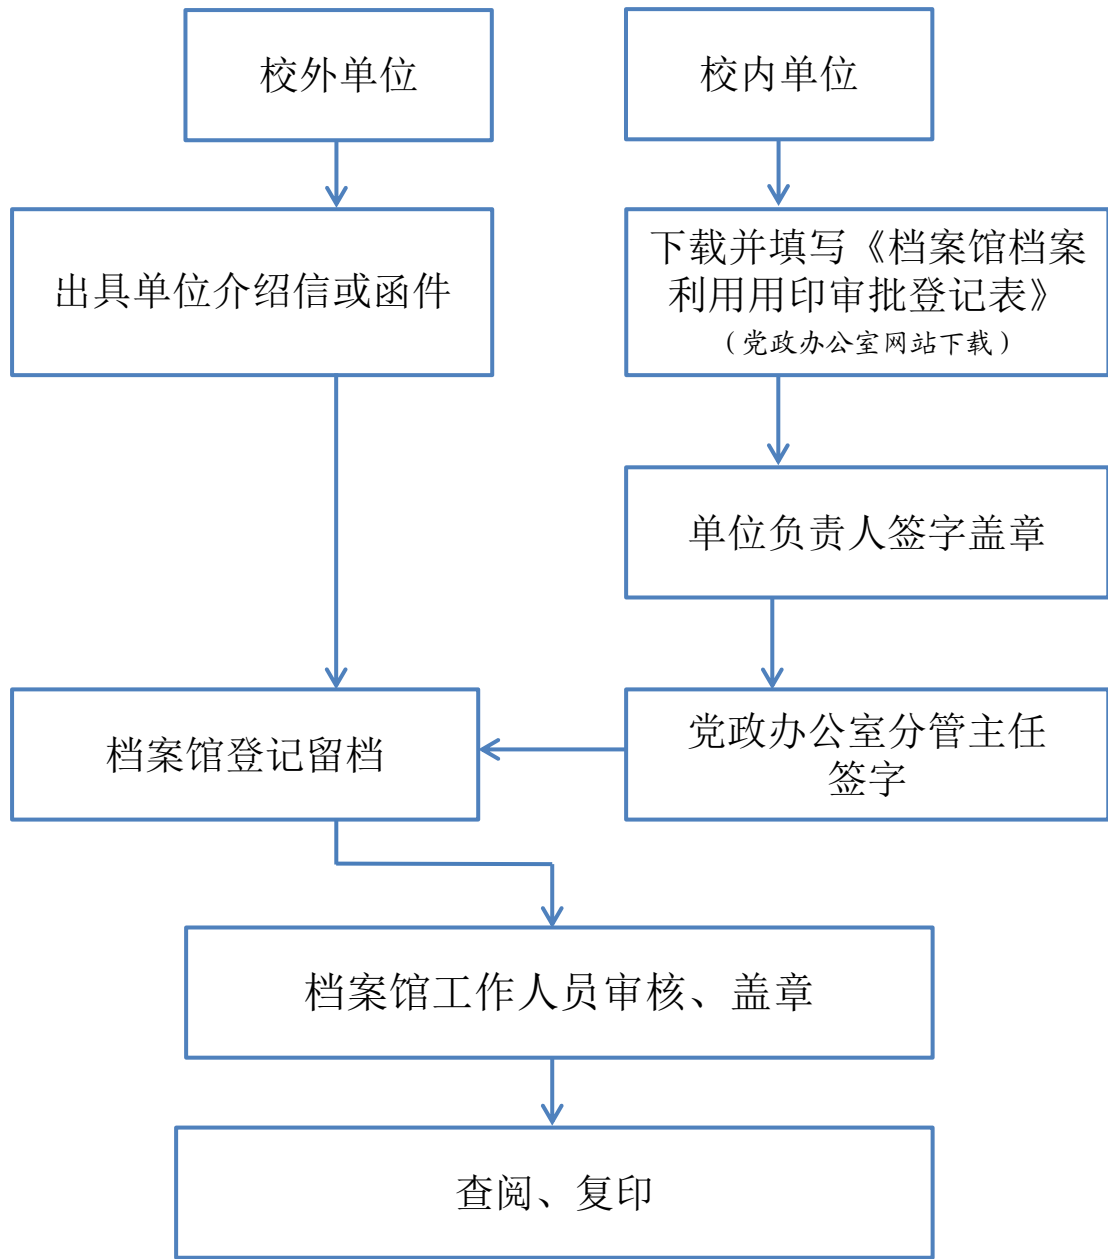 校外单位
校内单位
出具单位介绍信或函件
下载并填写《档案馆档案
利用用印审批登记表》
（党政办公室网站下载）
单位负责人签字盖章
档案馆登记留档
党政办公室分管主任
签字
档案馆工作人员审核、盖章
查阅、复印